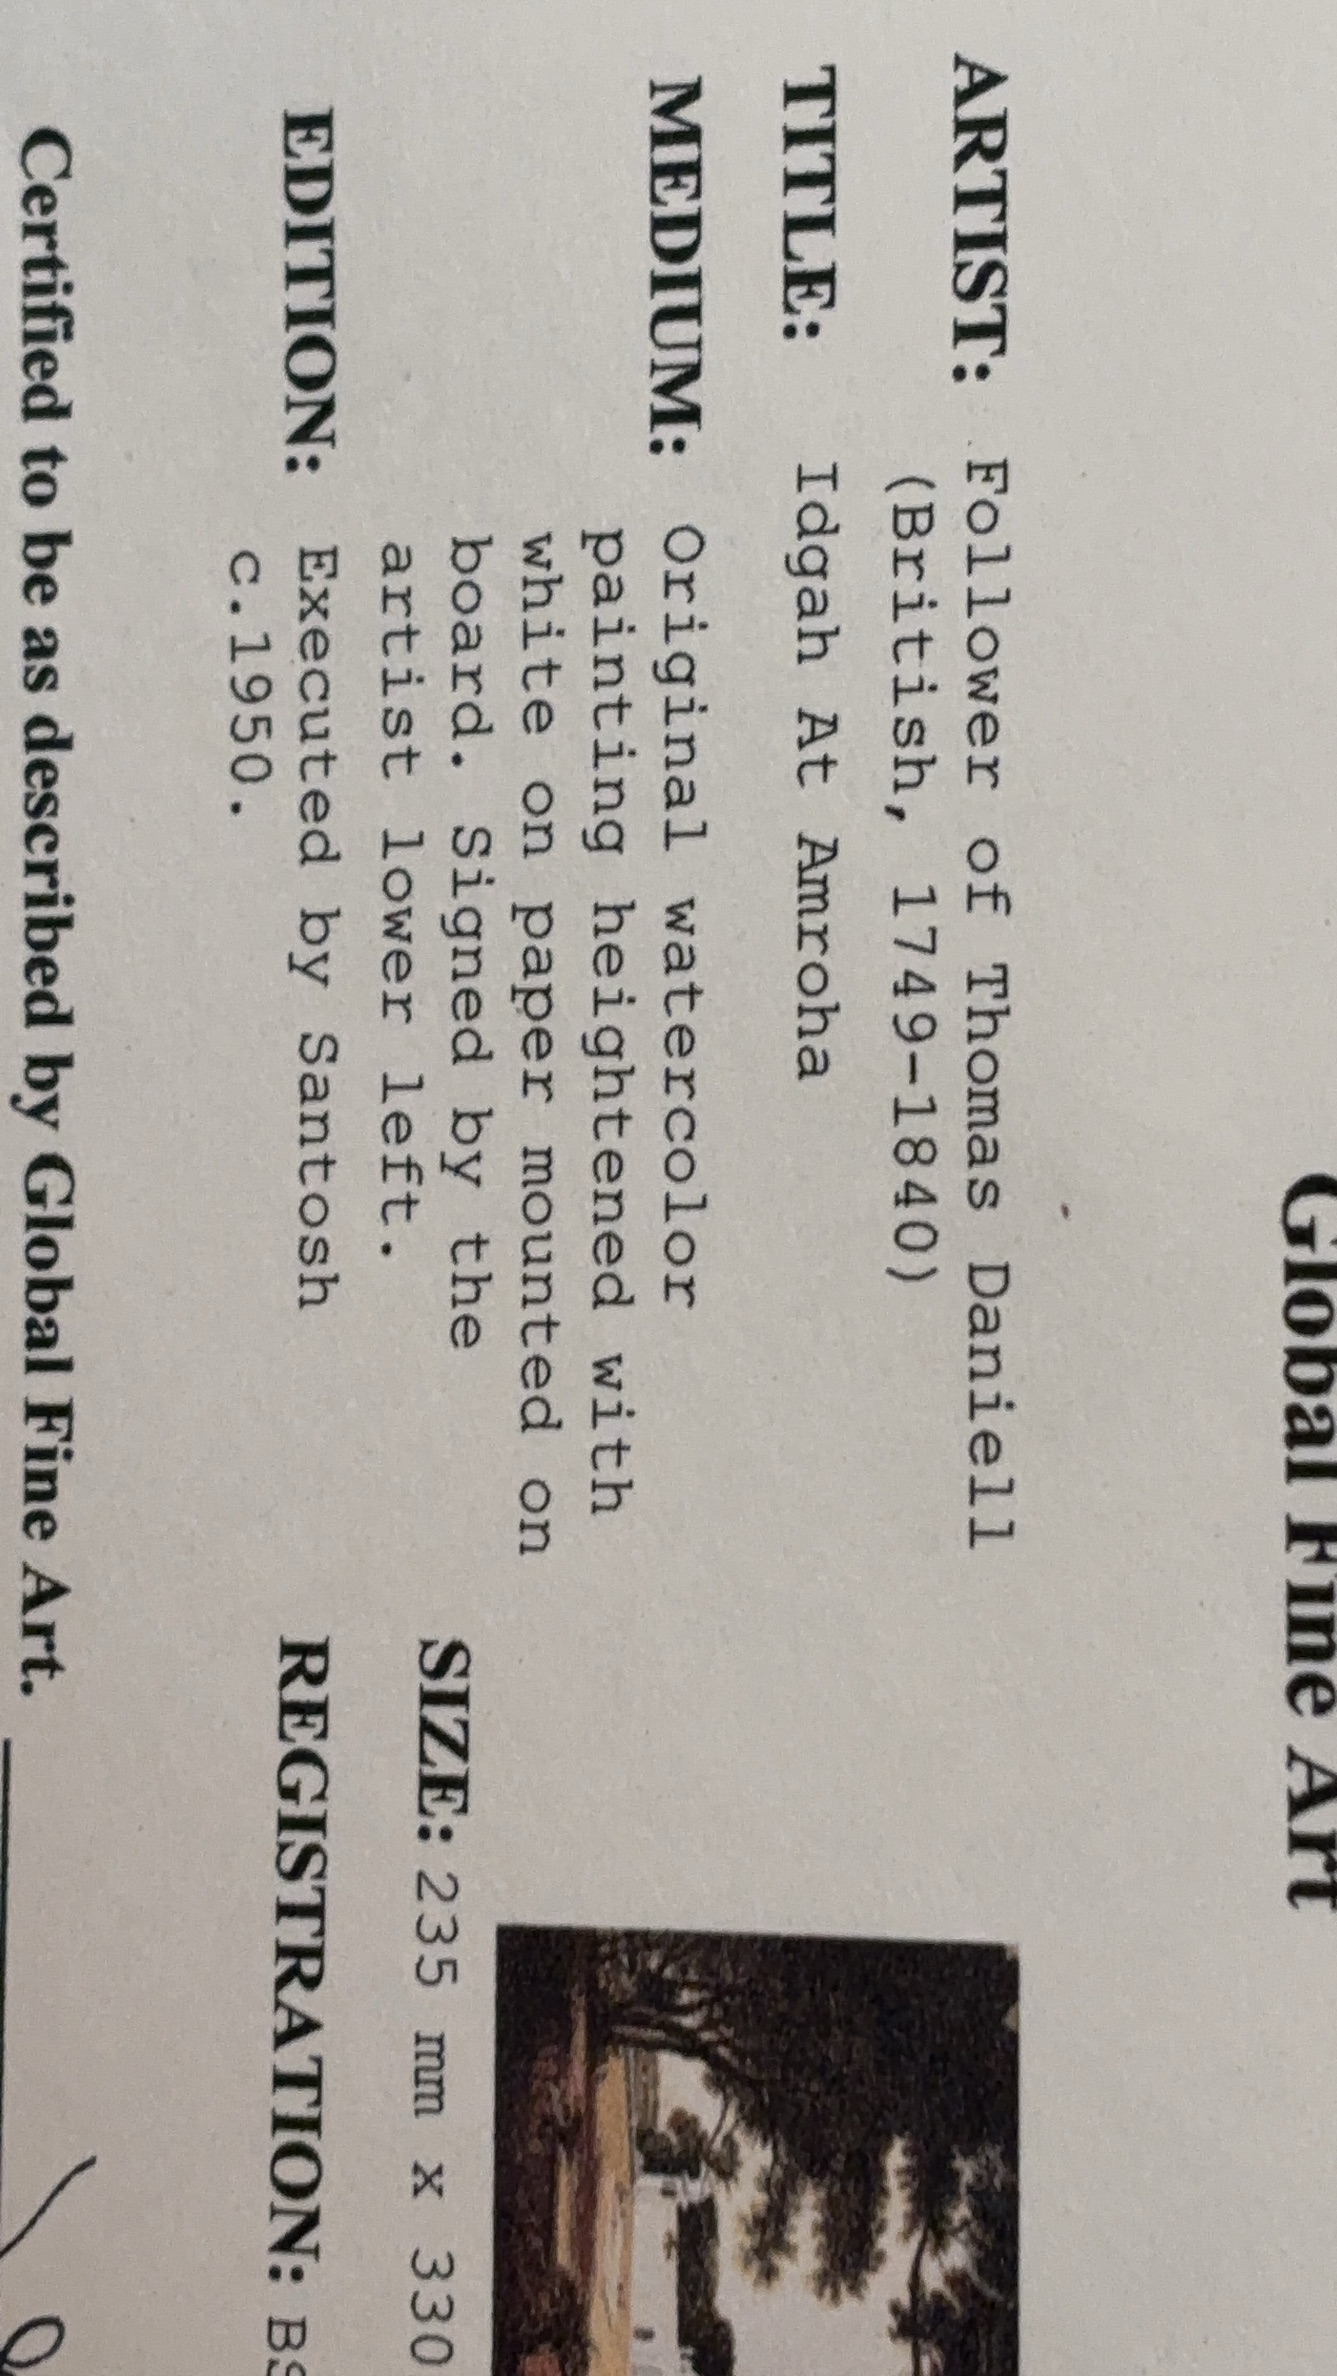 Global Fine Art
ARTIST: Follower of Thomas Daniell
(British, 1749-1840)
TITLE: Idgah At Amroha
MEDIUM: Original watercolor
painting heightened with
white on paper mounted on
board. Signed by the
artist lower left.
EDITION: Executed by Santosh
c.1950.
SIZE: 235 mm x 330
REGISTRATION: BS
Certified to be as described by Global Fine Art.